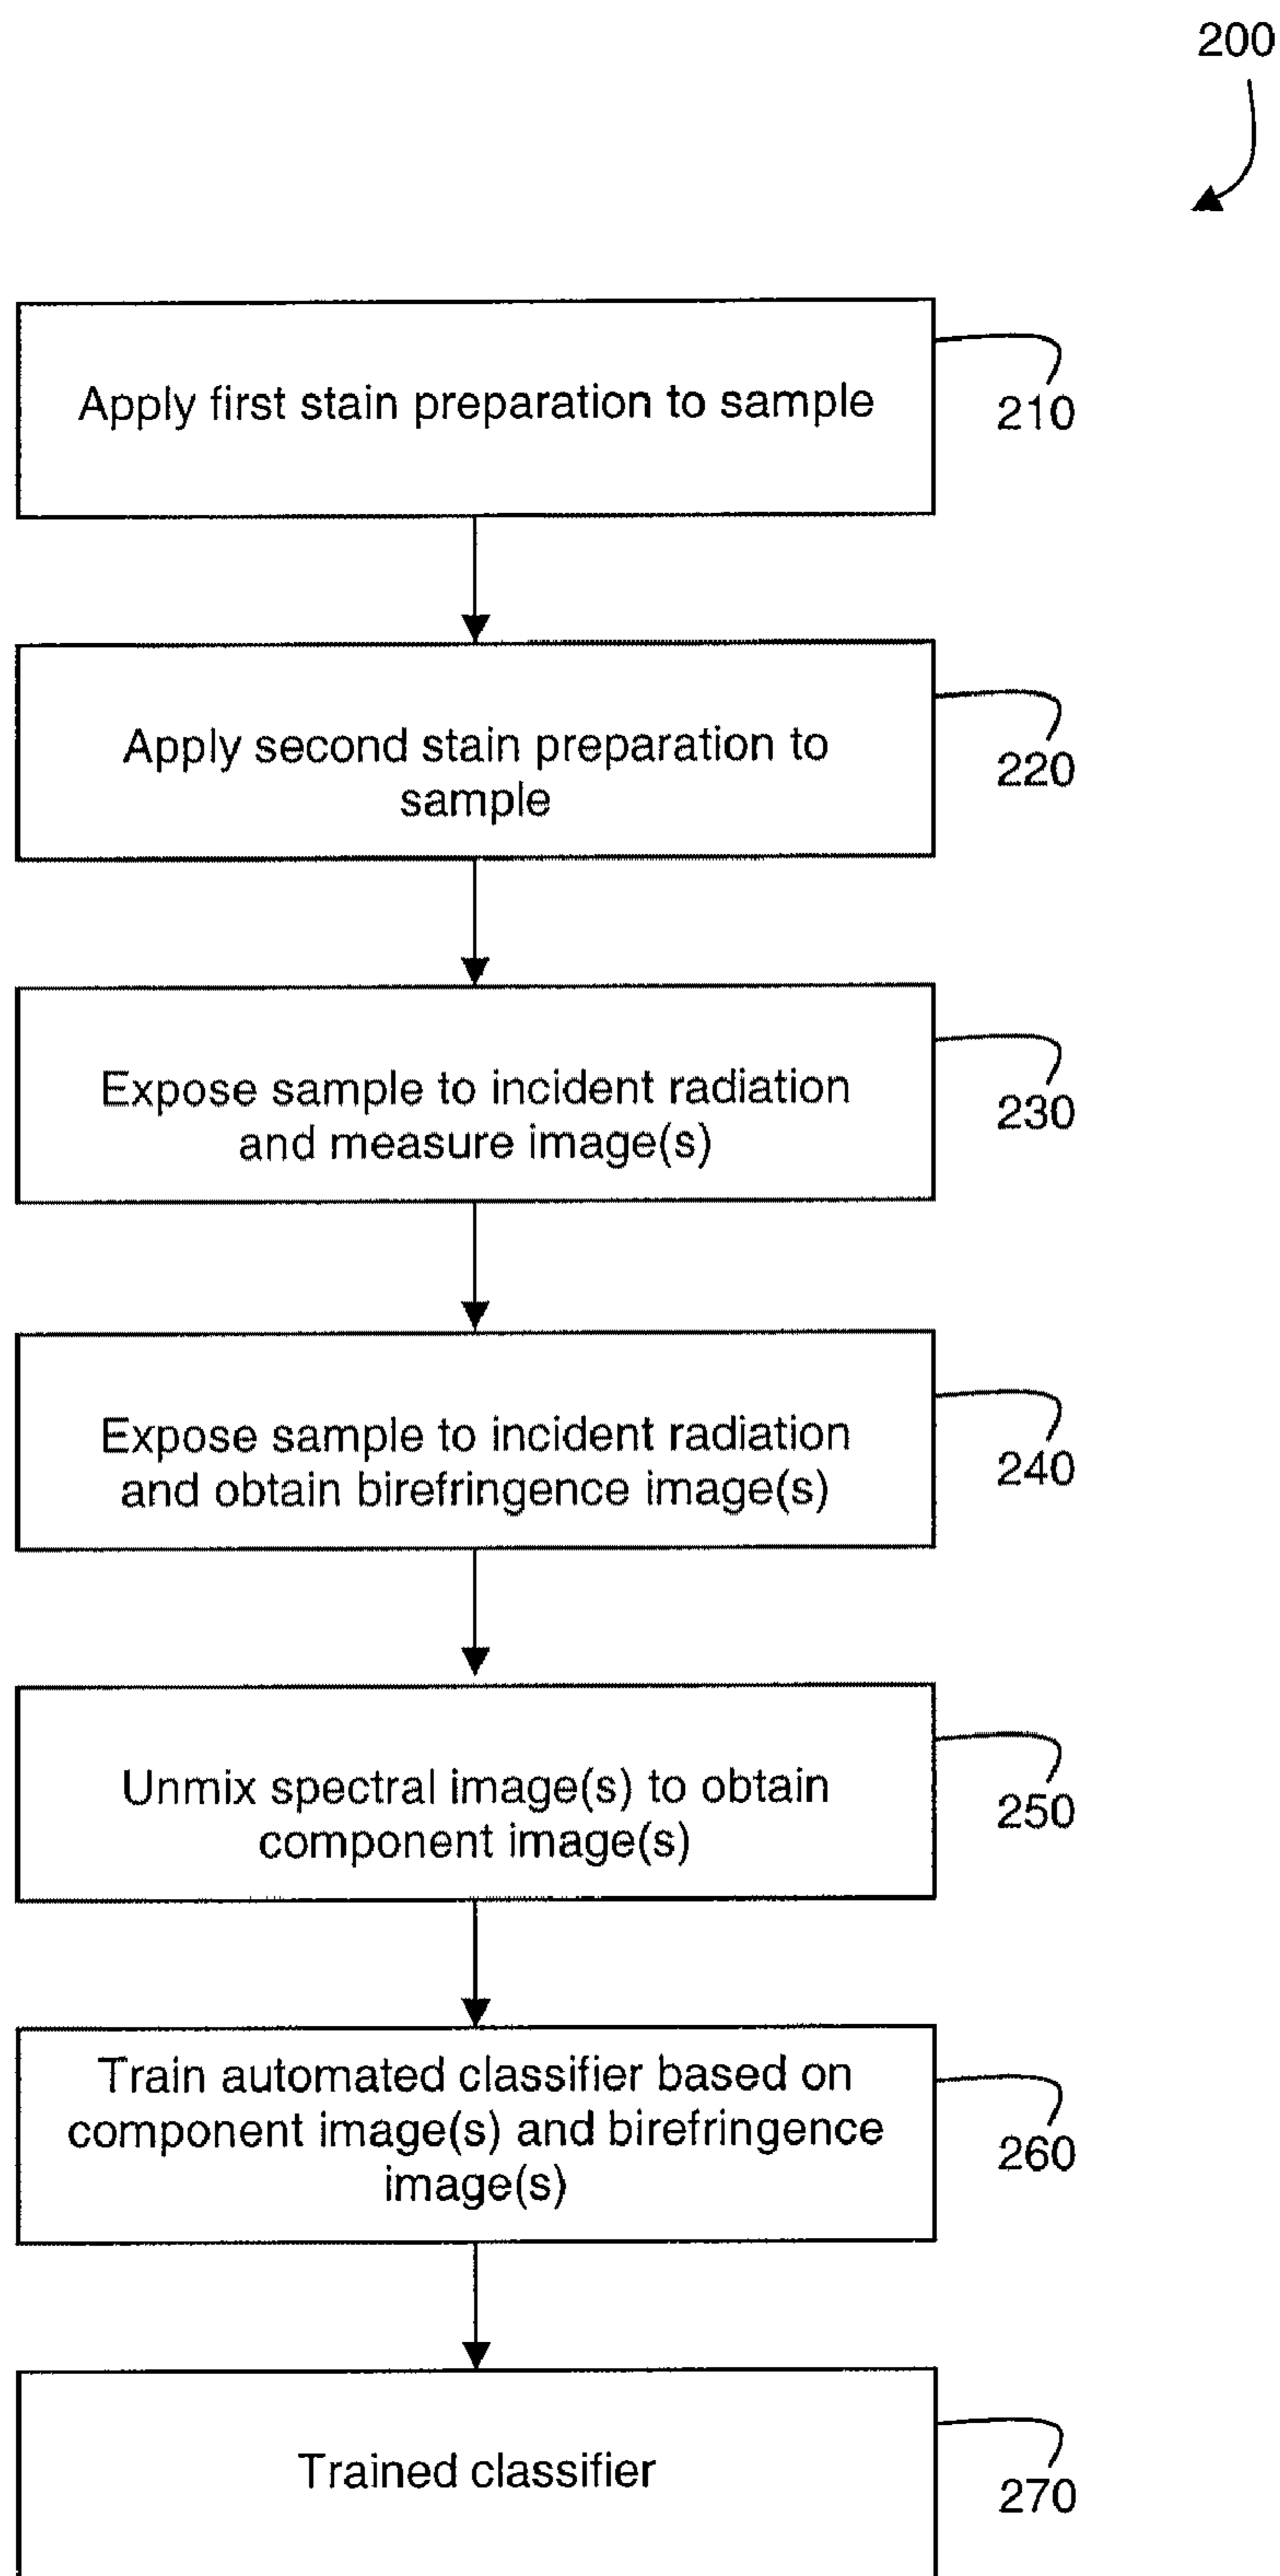 200
Apply first stain preparation to sample
210
Apply second stain preparation to
sample
220
Expose sample to incident radiation
and measure image(s)
230
Expose sample to incident radiation
and obtain birefringence image(s)
240
Unmix spectral image(s) to obtain
component image(s)
250
Train automated classifier based on
component image(s) and birefringence
image(s)
260
Trained classifier
270